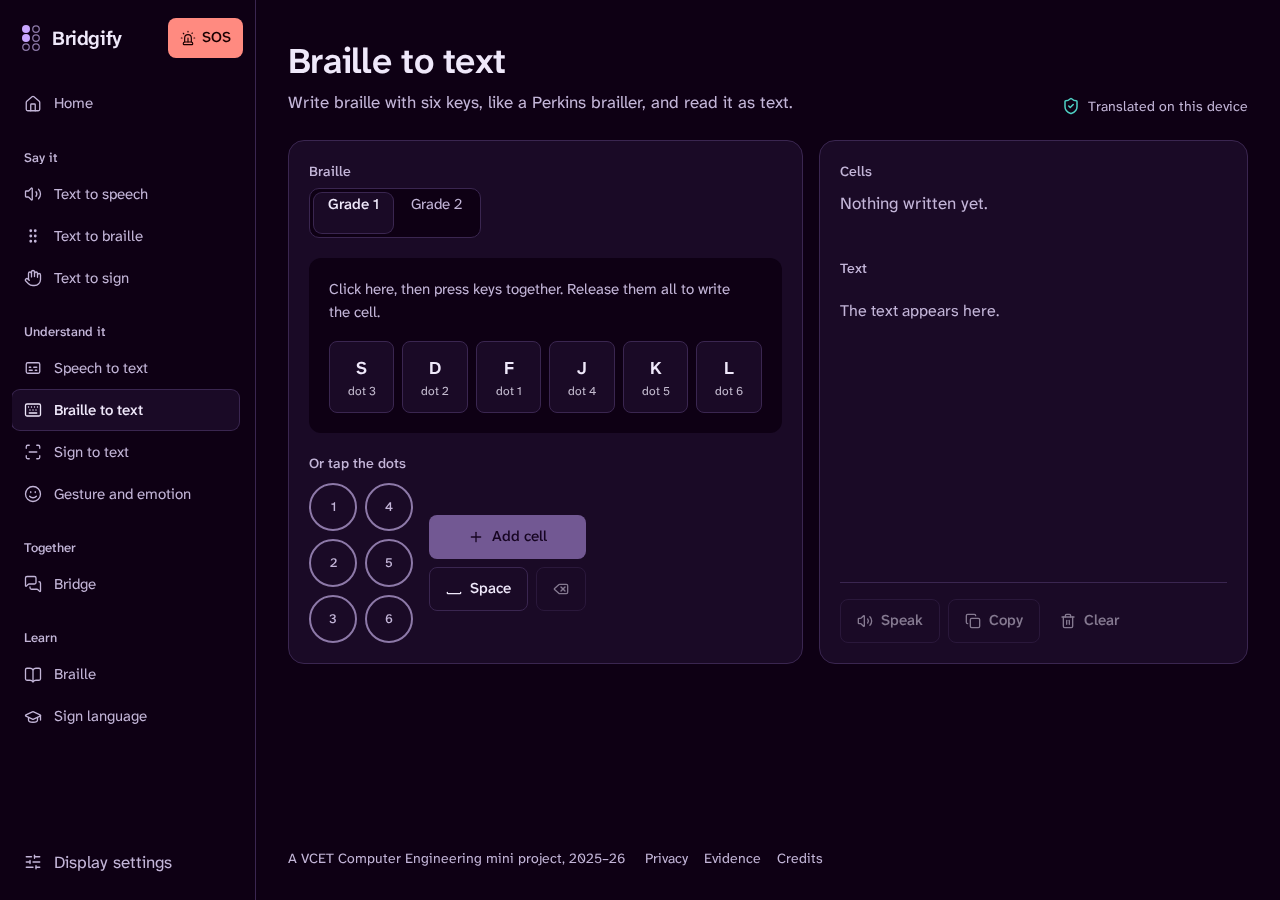 Bridgify
SOS
Home
Say it
Text to speech
Text to braille
Text to sign
Understand it
Speech to text
Braille to text
Sign to text
Gesture and emotion
Together
Bridge
Learn
Braille
Sign language
Display settings
Braille to text
Write braille with six keys, like a Perkins brailler, and read it as text.
Translated on this device
Braille
Grade 1 Grade 2
Click here, then press keys together. Release them all to write
the cell.
S D F J K L
dot 3 dot 2 dot 1 dot 4 dot 5 dot 6
Or tap the dots
1 4
2 5
3 6
Add cell
Space
Cells
Nothing written yet.
Text
The text appears here.
Speak Copy Clear
A VCET Computer Engineering mini project, 2025–26 Privacy Evidence Credits